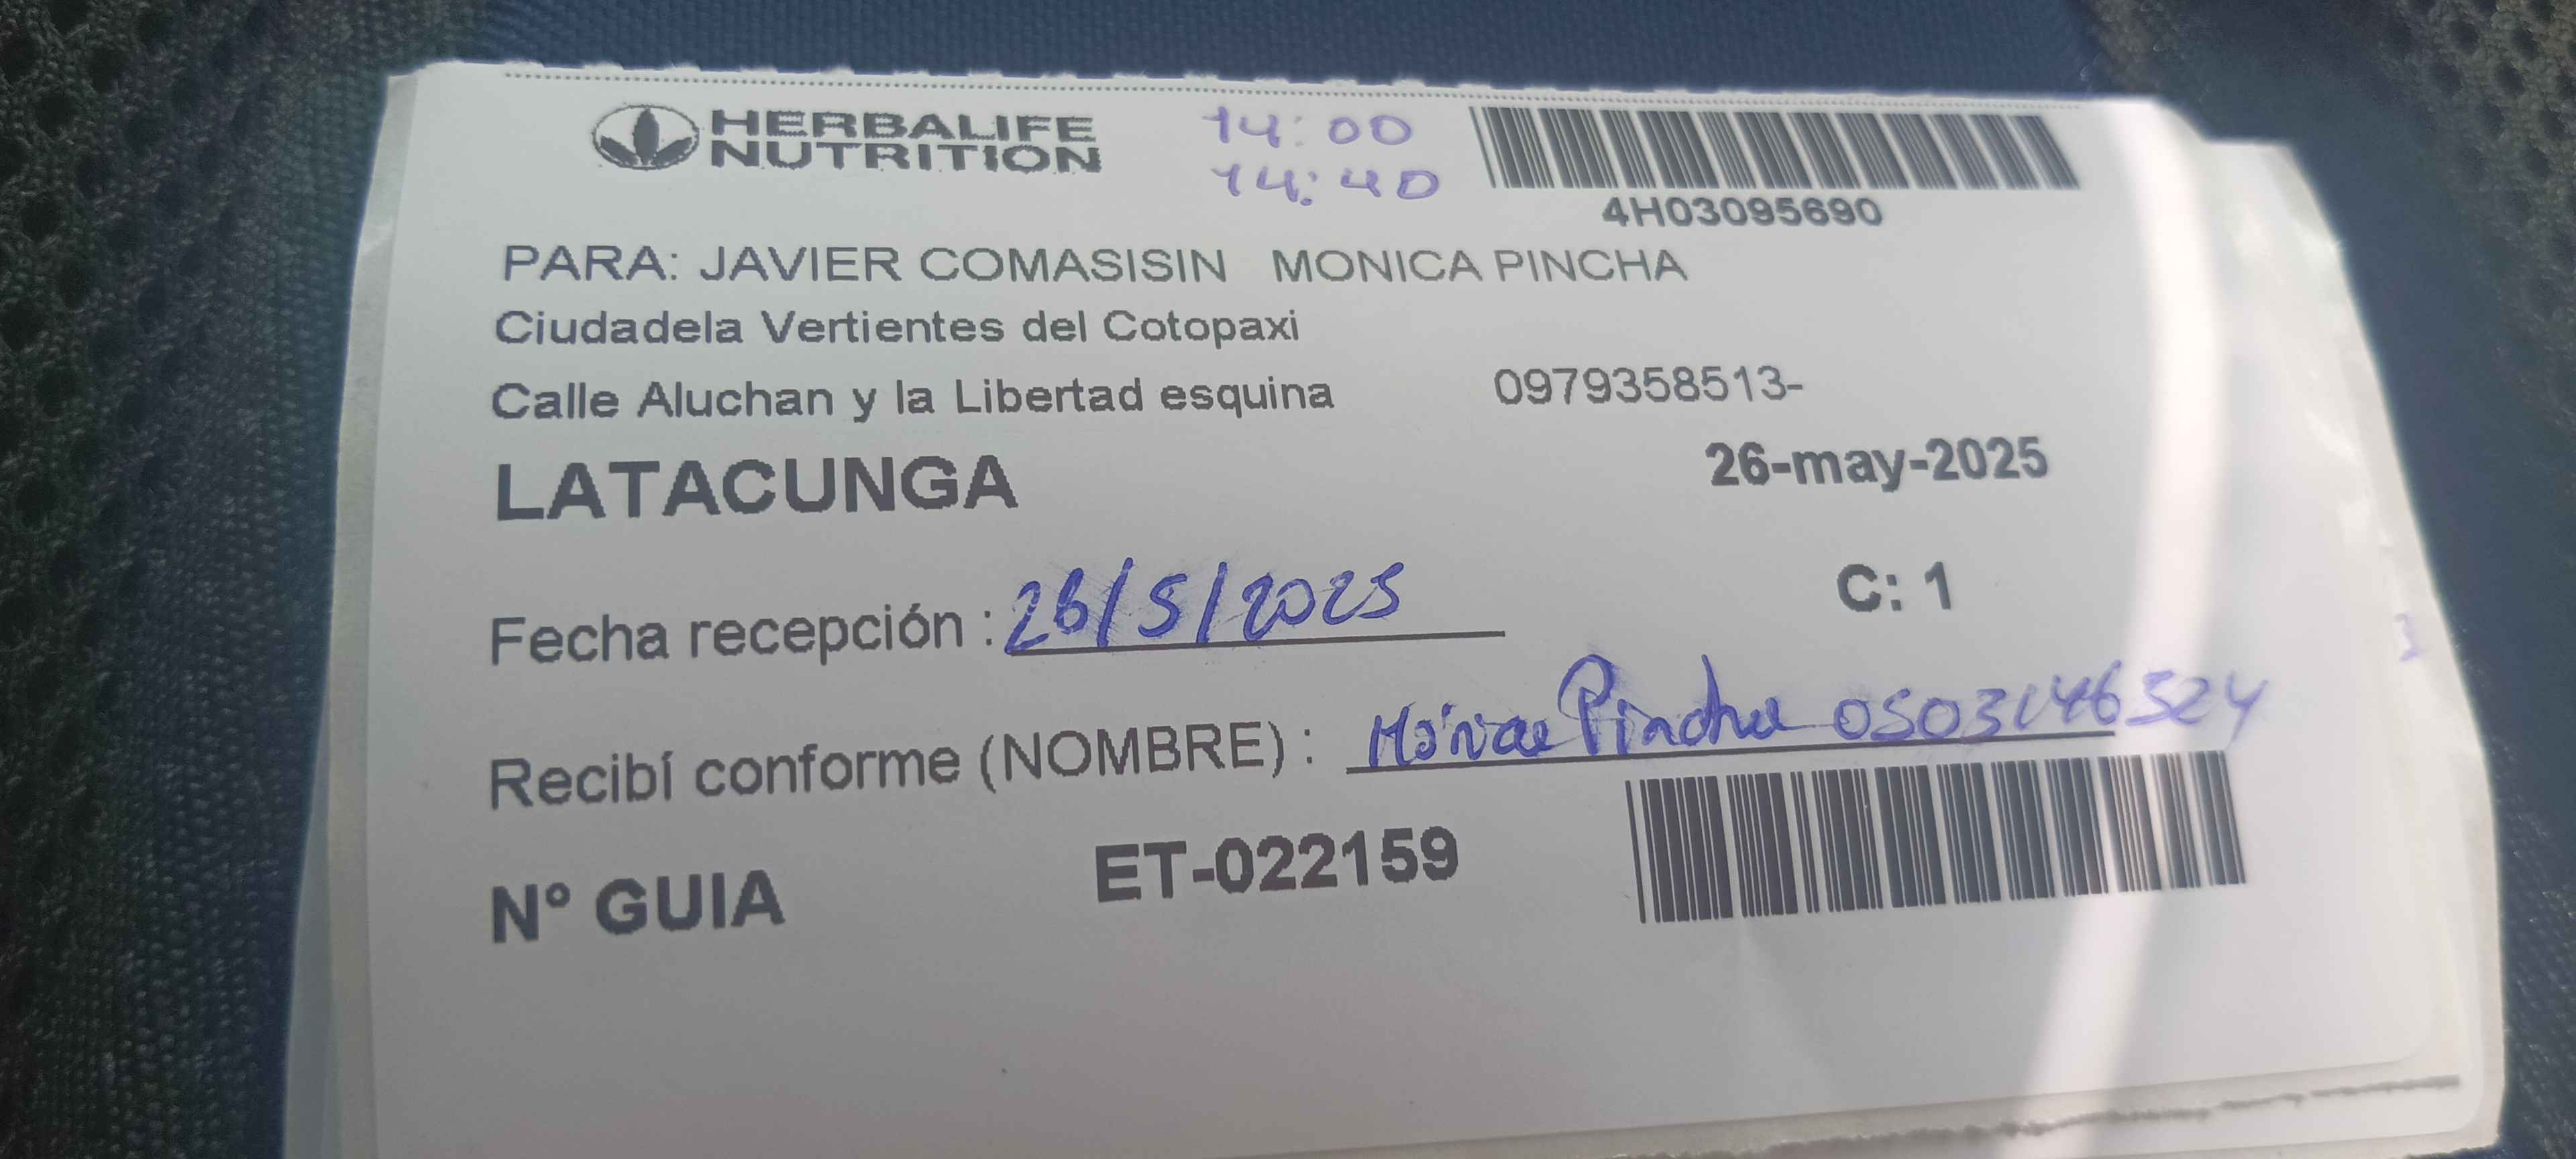 HERBALIFE
NUTRITION
14:00
14:40
4H03095690
PARA: JAVIER COMASISIN MONICA PINCHA
Ciudadela Vertientes del Cotopaxi
Calle Aluchan y la Libertad esquina 0979358513-
LATACUNGA 26-may-2025
C: 1
Fecha recepción : 26/5/2025
Recibí conforme (NOMBRE) : Mónica Pincha 0503146524
N° GUIA ET-022159